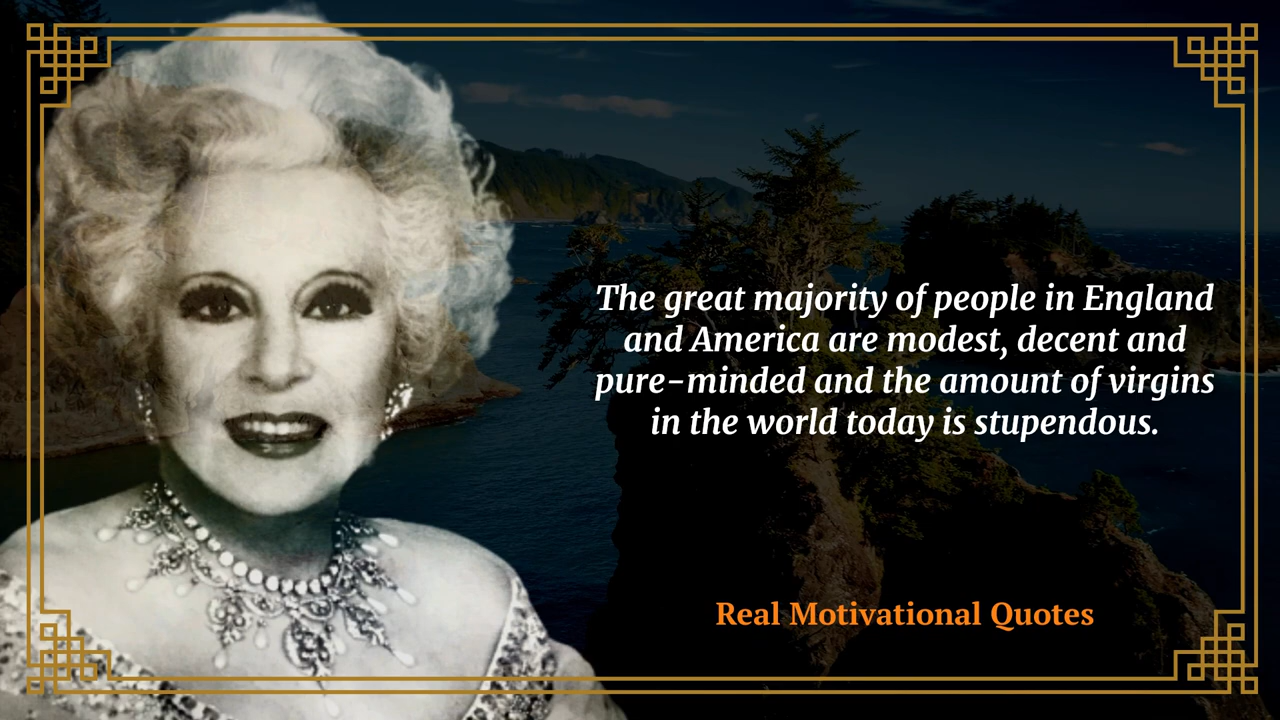 The great majority of people in England
and America are modest, decent and
pure-minded and the amount of virgins
in the world today is stupendous.
Real Motivational Quotes